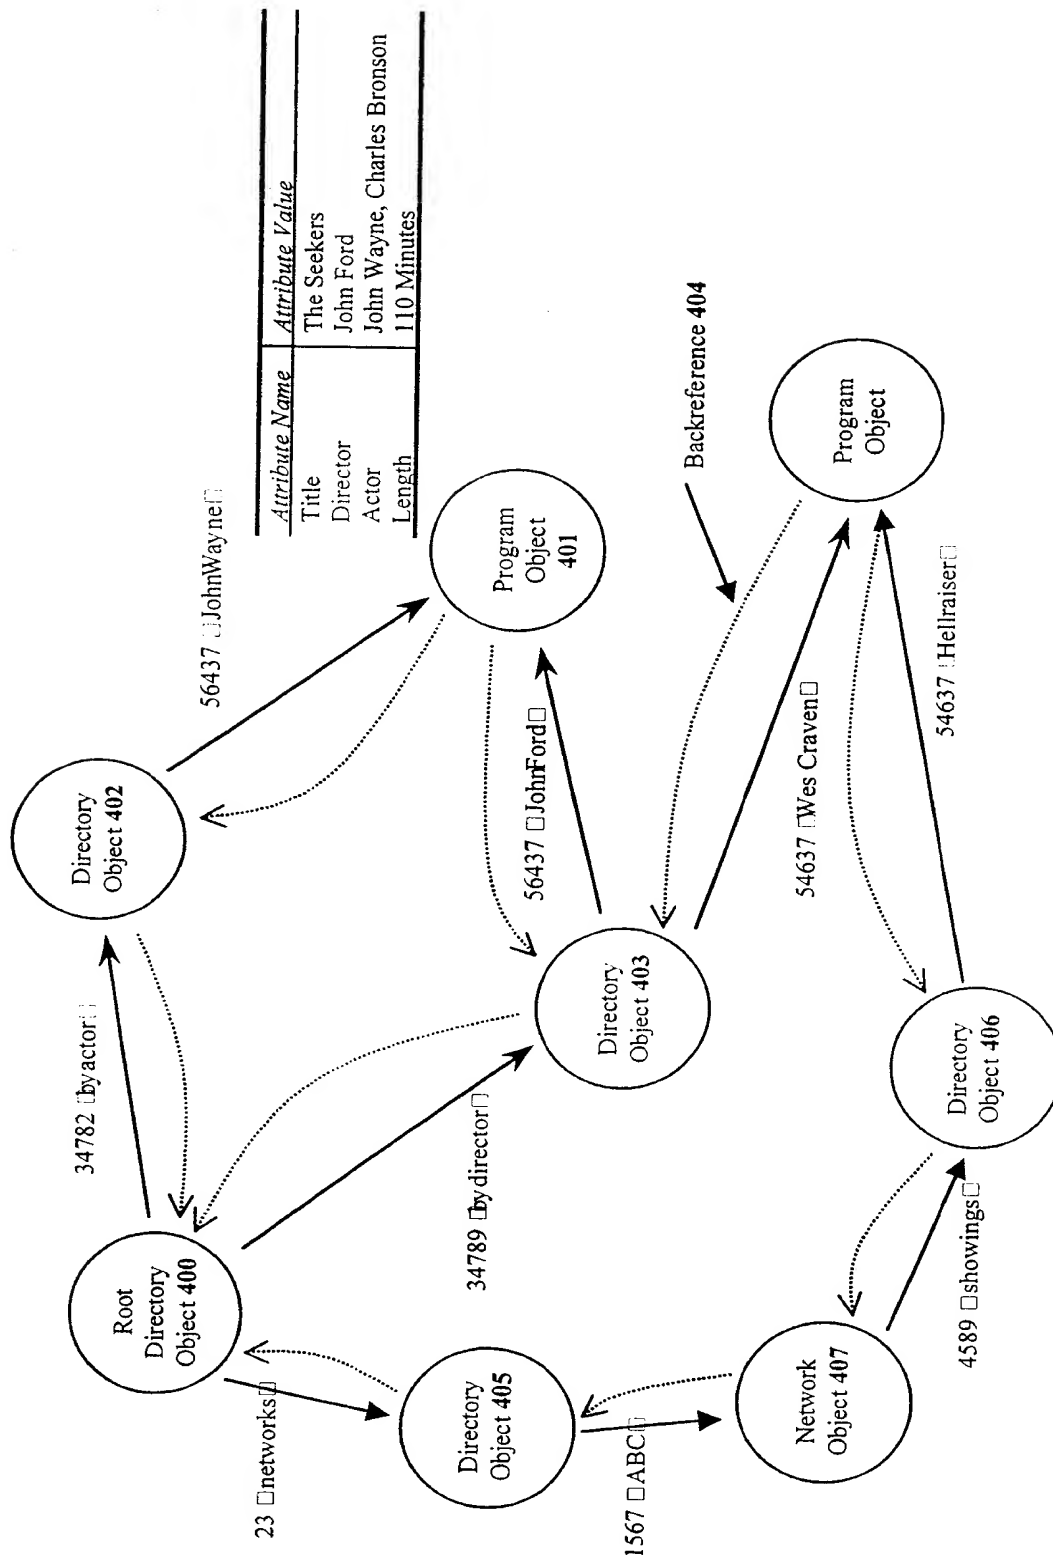 Attribute Name Attribute Value
Title The Seekers
Director John Ford
Actor John Wayne, Charles Bronson
Length 110 Minutes
56437 □JohnWayne□
Directory
Object 402
34782 □by actor□
Root
Directory
Object 400
Program
Object
401
56437 □JohnFord□
Directory
Object 403
34789 □by director□
23 □networks□
Directory
Object 405
Backreference 404
Program
Object
54637 □Wes Craven□
54637 □Hellraiser□
Directory
Object 406
4589 □showings□
Network
Object 407
1567 □ABC□